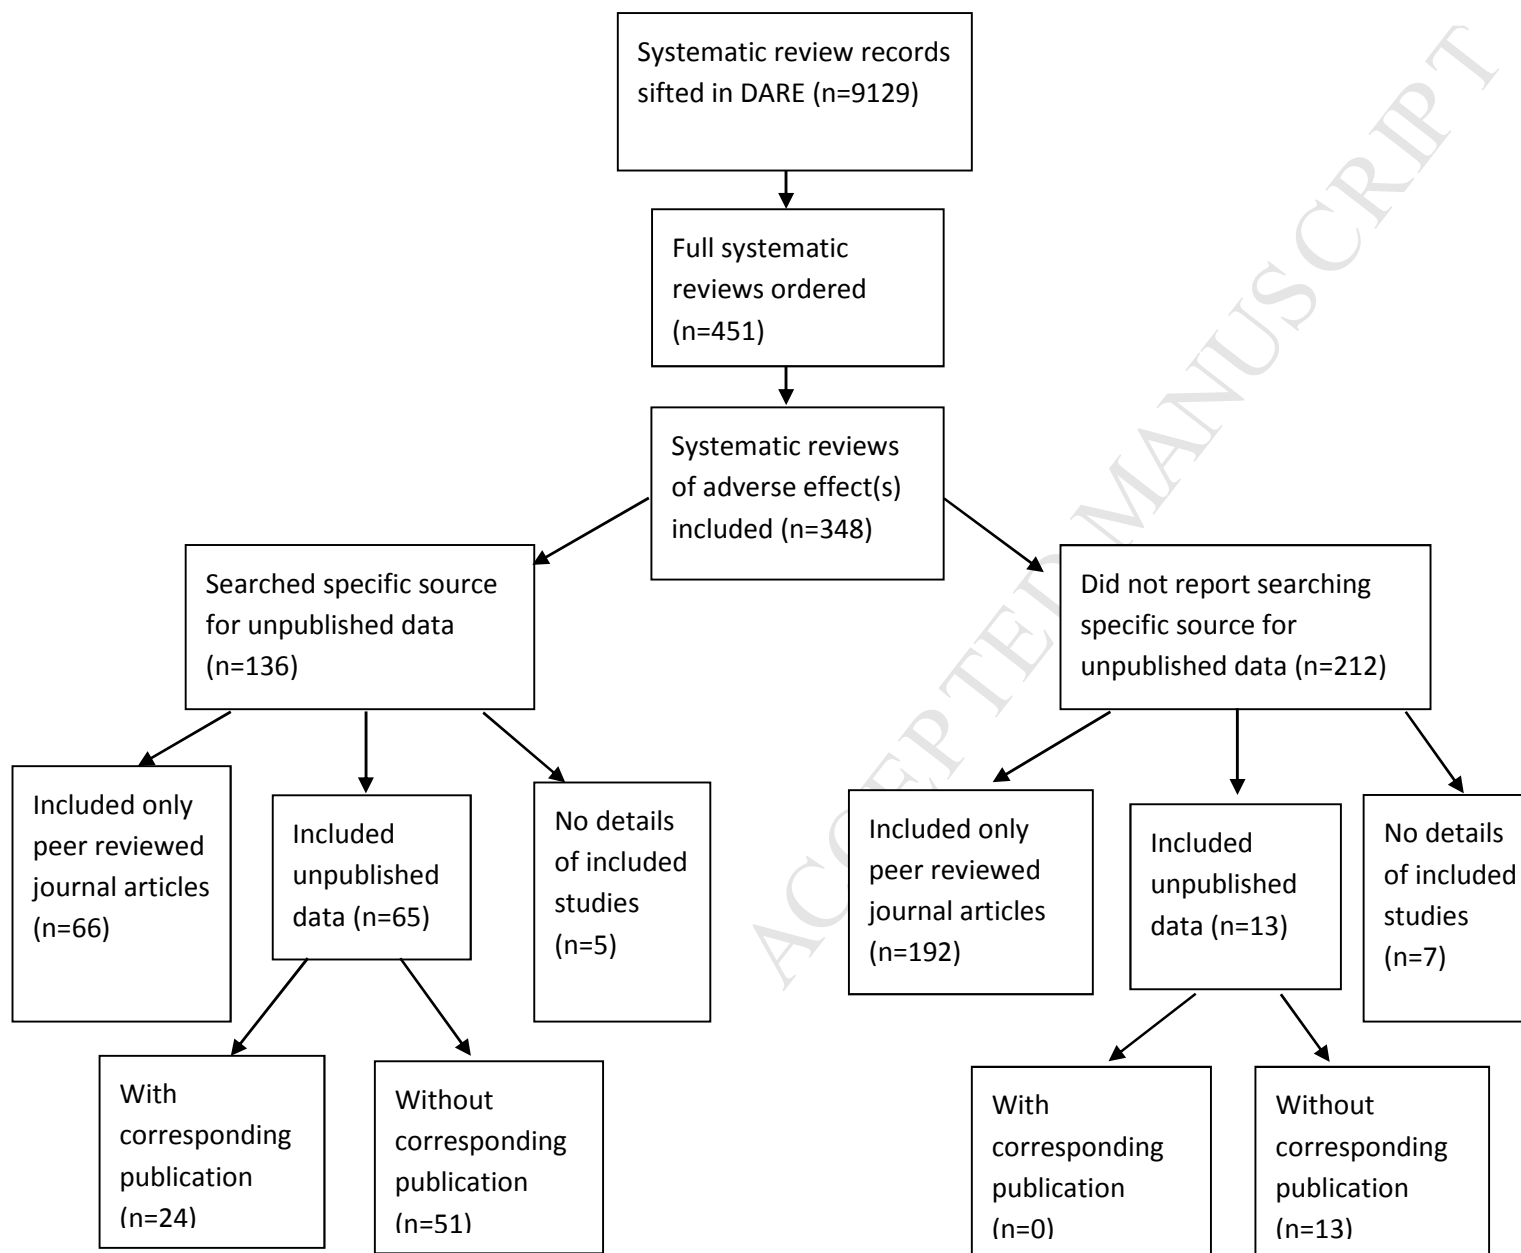 Systematic review records
sifted in DARE (n=9129)
Full systematic
reviews ordered
(n=451)
Systematic reviews
of adverse effect(s)
included (n=348)
Searched specific source
for unpublished data
(n=136)
Did not report searching
specific source for
unpublished data (n=212)
Included only
peer reviewed
journal articles
(n=66)
Included
unpublished
data (n=65)
No details
of included
studies
(n=5)
Included only
peer reviewed
journal articles
(n=192)
Included
unpublished
data (n=13)
No details
of included
studies
(n=7)
With
corresponding
publication
(n=24)
Without
corresponding
publication
(n=51)
With
corresponding
publication
(n=0)
Without
corresponding
publication
(n=13)
ACCEPTED MANUSCRIPT